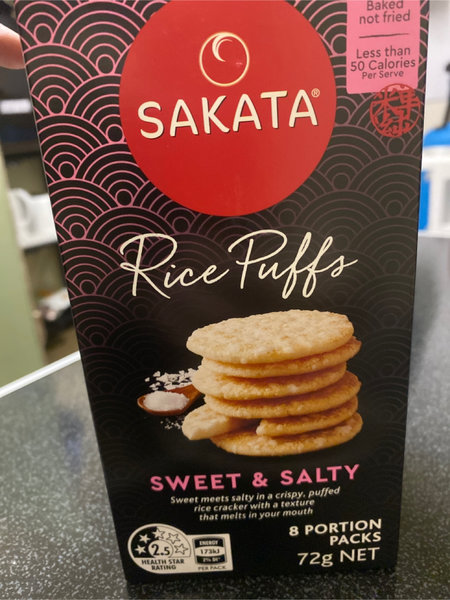 Baked
not fried
Less than
50 Calories
Per Serve
SAKATA®
Rice Puffs
SWEET & SALTY
Sweet meets salty in a crispy, puffed
rice cracker with a texture
that melts in your mouth
8 PORTION
PACKS
72g NET
2.5
HEALTH STAR
RATING
ENERGY
173kJ
PER PACK